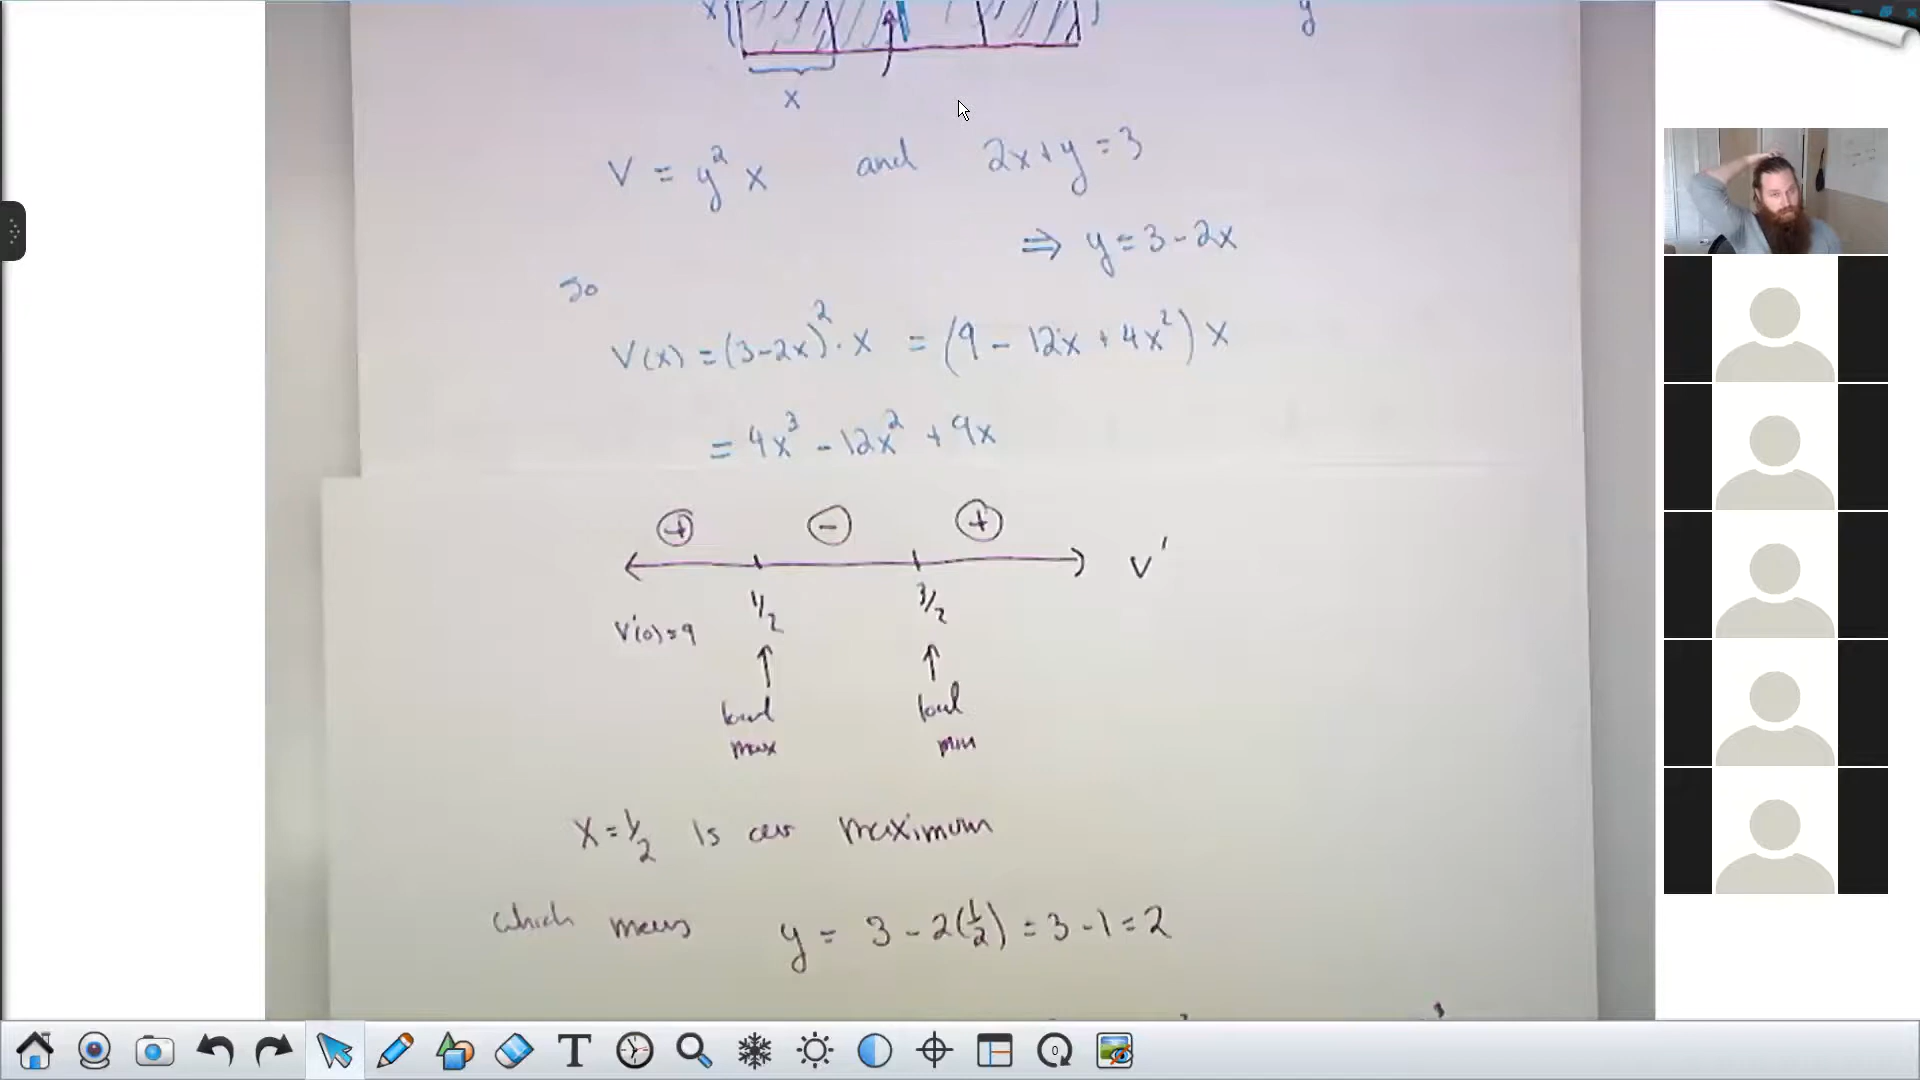 x y
x
V = y² x and 2x + y = 3
⇒ y = 3 - 2x
So
V(x) = (3-2x)² · x = (9 - 12x + 4x²) x
= 4x³ - 12x² + 9x
+ - +
V'
1/2 3/2
V'(0)=9
↑ ↑
local local
max min
x = 1/2 is our maximum
which means y = 3 - 2(1/2) = 3 - 1 = 2
T
0